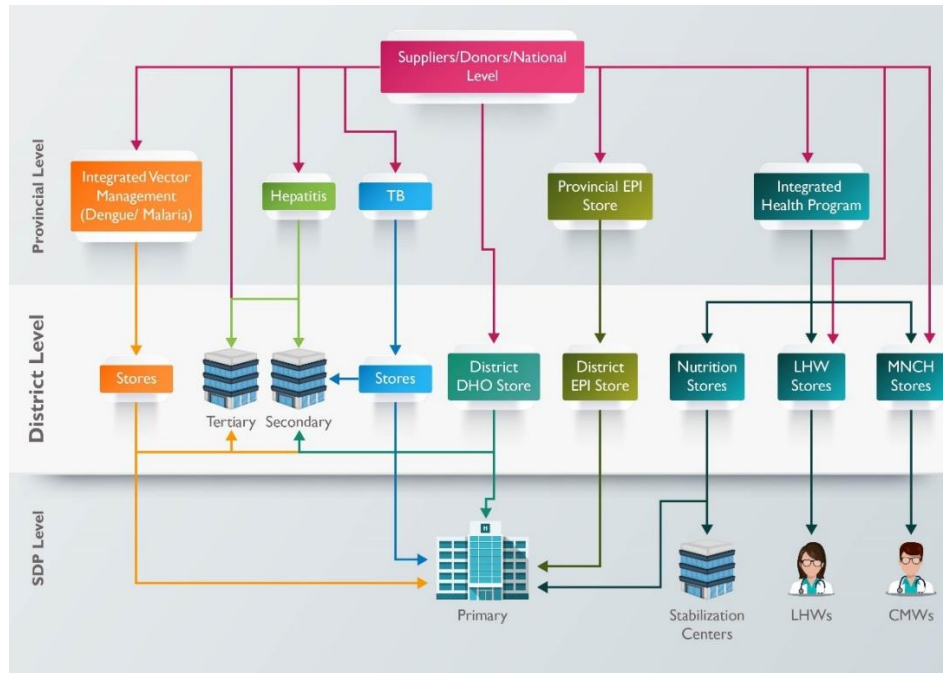 Suppliers/Donors/National
Level
Provincial Level
Integrated Vector
Management
(Dengue/ Malaria)
Hepatitis
TB
Provincial EPI
Store
Integrated
Health Program
District Level
Stores
Tertiary
Secondary
Stores
District
DHO Store
District
EPI Store
Nutrition
Stores
LHW
Stores
MNCH
Stores
SDP Level
H
Primary
Stabilization
Centers
LHWs
CMWs